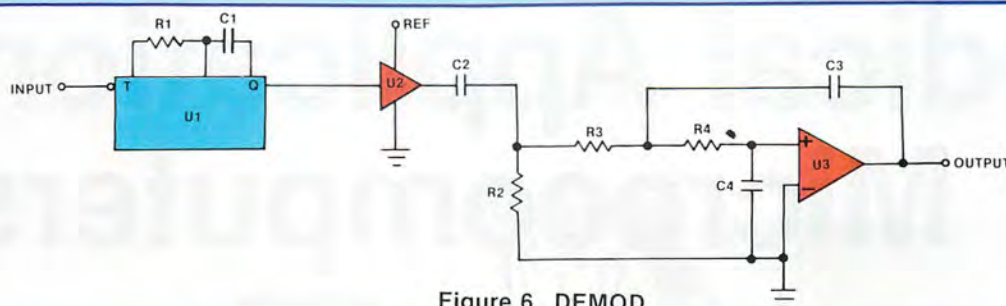 R1
C1
REF
INPUT
T
Q
U1
U2
C2
C3
R3
R4
+
U3
−
OUTPUT
R2
C4
Figure 6. DEMOD